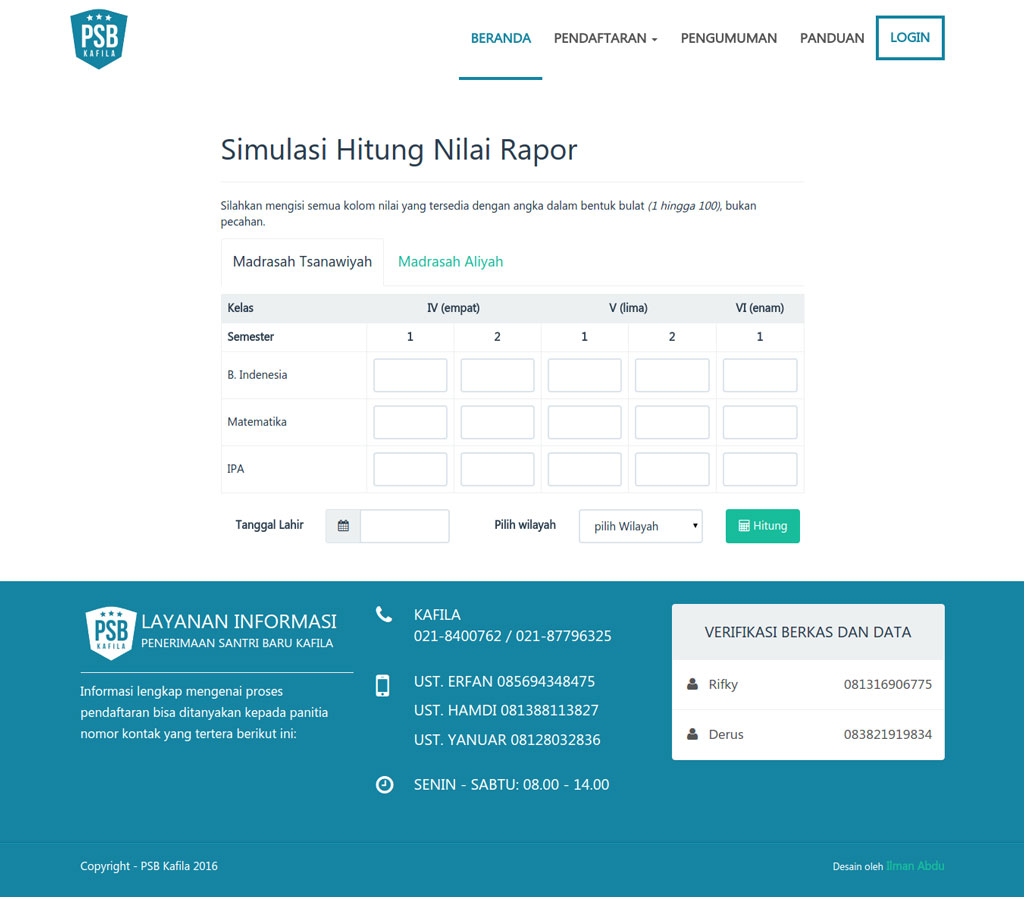 PSB
KAFILA
BERANDA PENDAFTARAN PENGUMUMAN PANDUAN LOGIN
Simulasi Hitung Nilai Rapor
Silahkan mengisi semua kolom nilai yang tersedia dengan angka dalam bentuk bulat (1 hingga 100), bukan
pecahan.
Madrasah Tsanawiyah Madrasah Aliyah
Kelas IV (empat) V (lima) VI (enam)
Semester 1 2 1 2 1
B. Indenesia
Matematika
IPA
Tanggal Lahir Pilih wilayah pilih Wilayah Hitung
PSB
KAFILA
LAYANAN INFORMASI
PENERIMAAN SANTRI BARU KAFILA
Informasi lengkap mengenai proses
pendaftaran bisa ditanyakan kepada panitia
nomor kontak yang tertera berikut ini:
KAFILA
021-8400762 / 021-87796325
UST. ERFAN 085694348475
UST. HAMDI 081388113827
UST. YANUAR 08128032836
SENIN - SABTU: 08.00 - 14.00
VERIFIKASI BERKAS DAN DATA
Rifky 081316906775
Derus 083821919834
Copyright - PSB Kafila 2016
Desain oleh Ilman Abdu